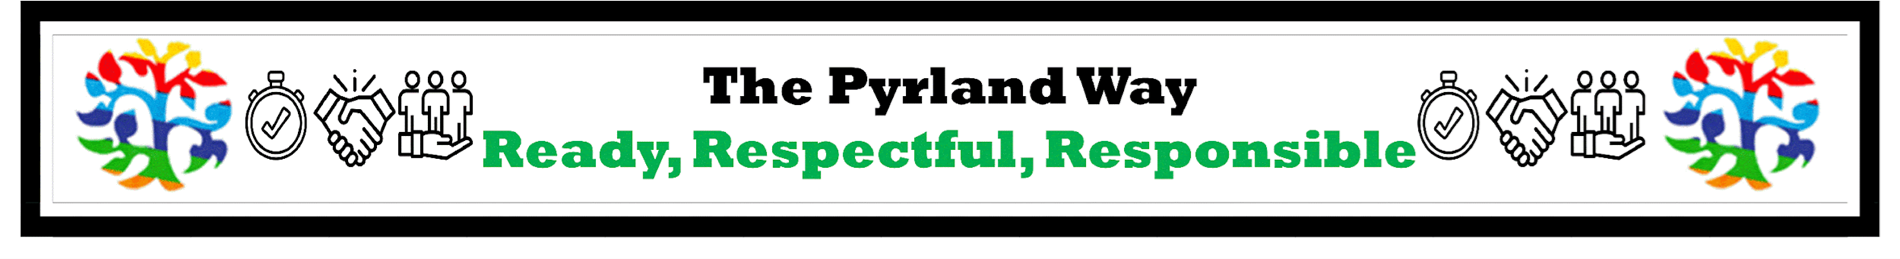 The Pyrland Way
Ready, Respectful, Responsible